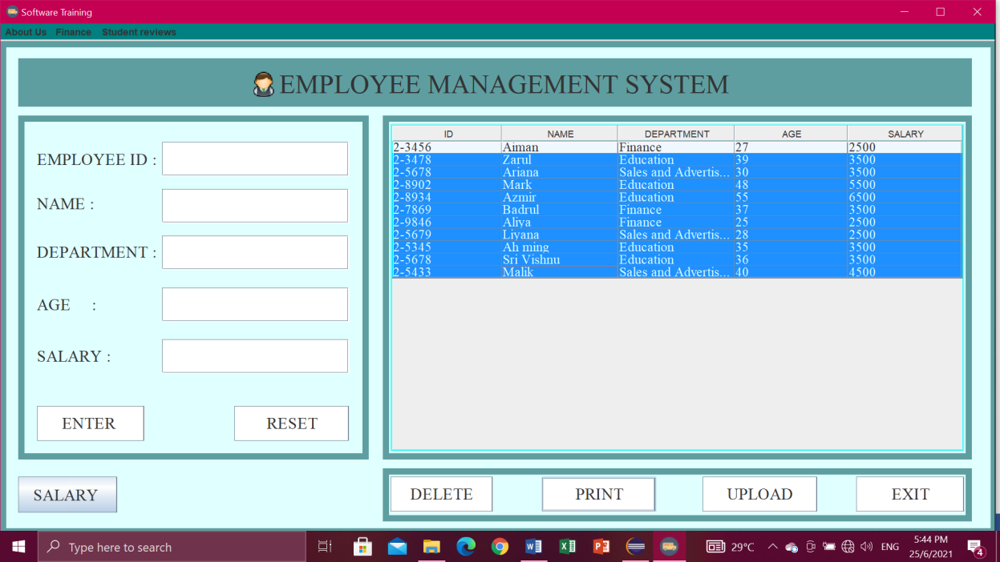 Software Training
About Us Finance Student reviews
EMPLOYEE MANAGEMENT SYSTEM
EMPLOYEE ID :
NAME :
DEPARTMENT :
AGE :
SALARY :
ENTER RESET
SALARY
ID NAME DEPARTMENT AGE SALARY
2-3456 Aiman Finance 27 2500
2-3478 Zarul Education 39 3500
2-5678 Ariana Sales and Advertis... 30 3500
2-8902 Mark Education 48 5500
2-8934 Azmir Education 55 6500
2-7869 Badrul Finance 37 3500
2-9846 Aliya Finance 25 2500
2-5679 Liyana Sales and Advertis... 28 2500
2-5345 Ah ming Education 35 3500
2-5678 Sri Vishnu Education 36 3500
2-5433 Malik Sales and Advertis... 40 4500
DELETE PRINT UPLOAD EXIT
Type here to search
29°C
ENG
5:44 PM
25/6/2021
4